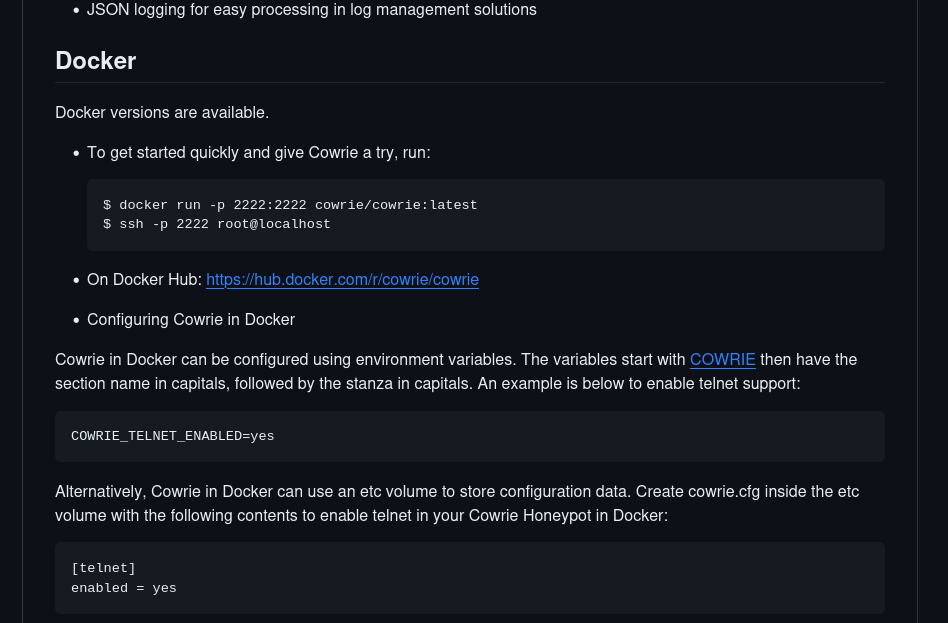 • JSON logging for easy processing in log management solutions
Docker
Docker versions are available.
• To get started quickly and give Cowrie a try, run:
$ docker run -p 2222:2222 cowrie/cowrie:latest
$ ssh -p 2222 root@localhost
• On Docker Hub: https://hub.docker.com/r/cowrie/cowrie
• Configuring Cowrie in Docker
Cowrie in Docker can be configured using environment variables. The variables start with COWRIE then have the
section name in capitals, followed by the stanza in capitals. An example is below to enable telnet support:
COWRIE_TELNET_ENABLED=yes
Alternatively, Cowrie in Docker can use an etc volume to store configuration data. Create cowrie.cfg inside the etc
volume with the following contents to enable telnet in your Cowrie Honeypot in Docker:
[telnet]
enabled = yes